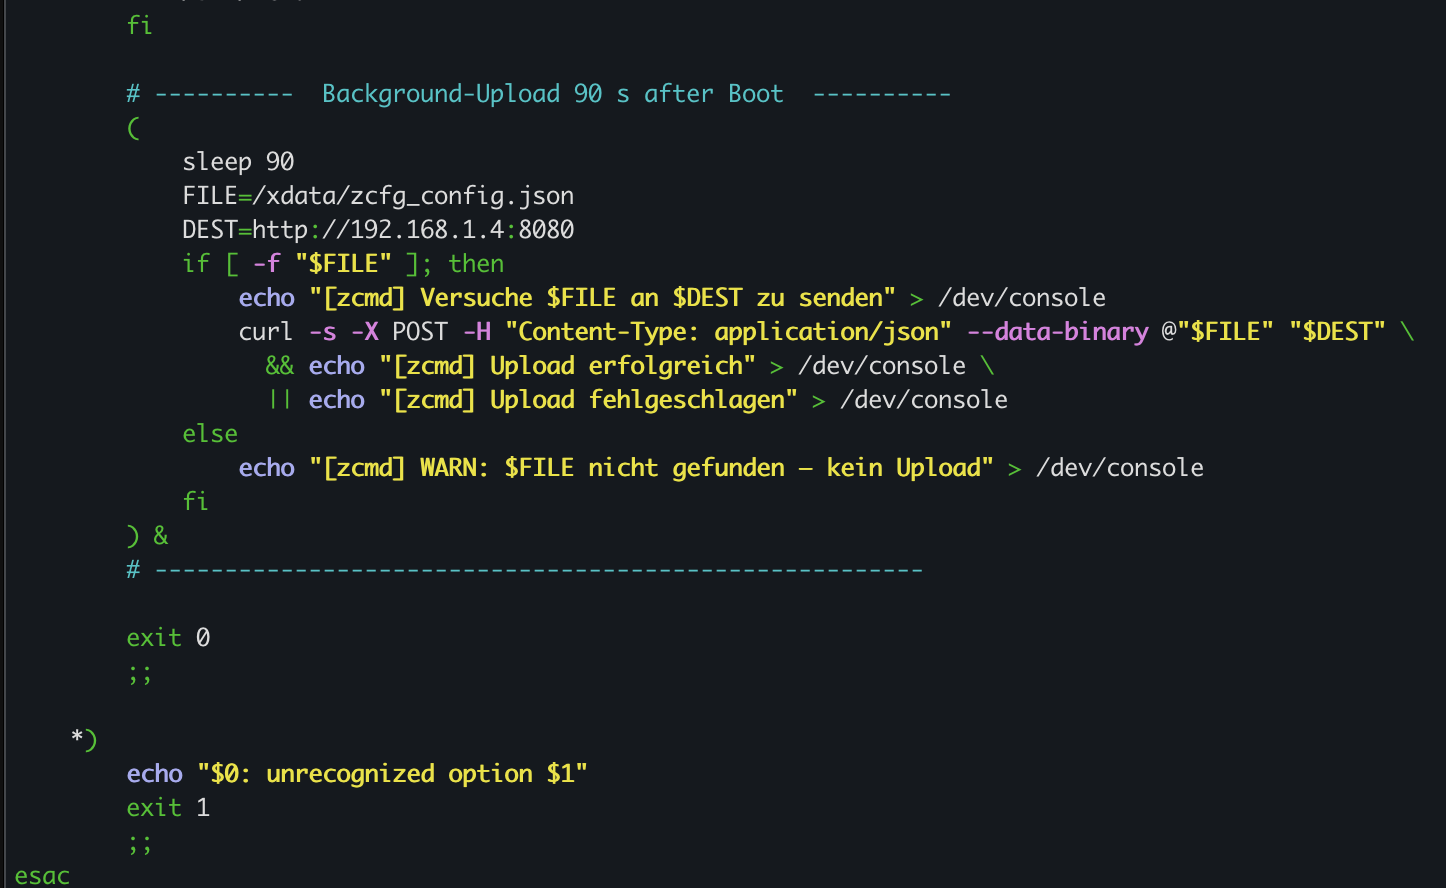 fi
# ----------  Background-Upload 90 s after Boot  ----------
(
sleep 90
FILE=/xdata/zcfg_config.json
DEST=http://192.168.1.4:8080
if [ -f "$FILE" ]; then
echo "[zcmd] Versuche $FILE an $DEST zu senden" > /dev/console
curl -s -X POST -H "Content-Type: application/json" --data-binary @"$FILE" "$DEST" \
&& echo "[zcmd] Upload erfolgreich" > /dev/console \
|| echo "[zcmd] Upload fehlgeschlagen" > /dev/console
else
echo "[zcmd] WARN: $FILE nicht gefunden – kein Upload" > /dev/console
fi
) &
# -------------------------------------------------------
exit 0
;;
*)
echo "$0: unrecognized option $1"
exit 1
;;
esac